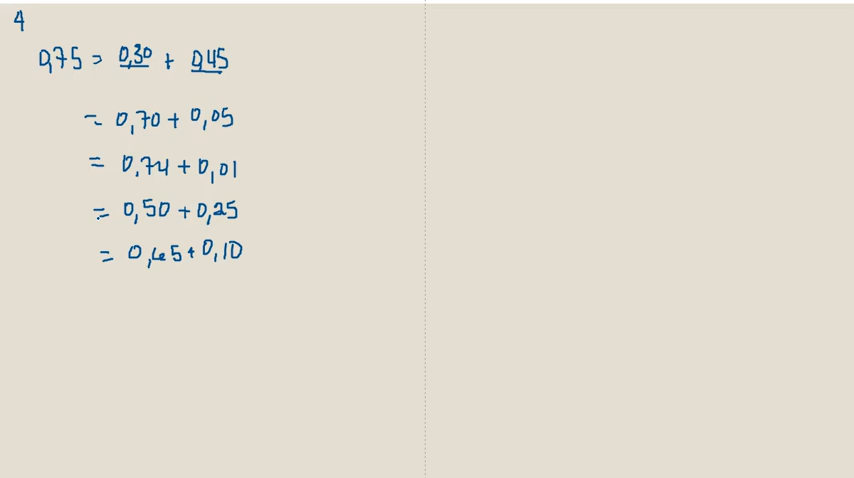 4
0,75 = 0,30 + 0,45
= 0,70 + 0,05
= 0,74 + 0,01
= 0,50 + 0,25
= 0,65 + 0,10